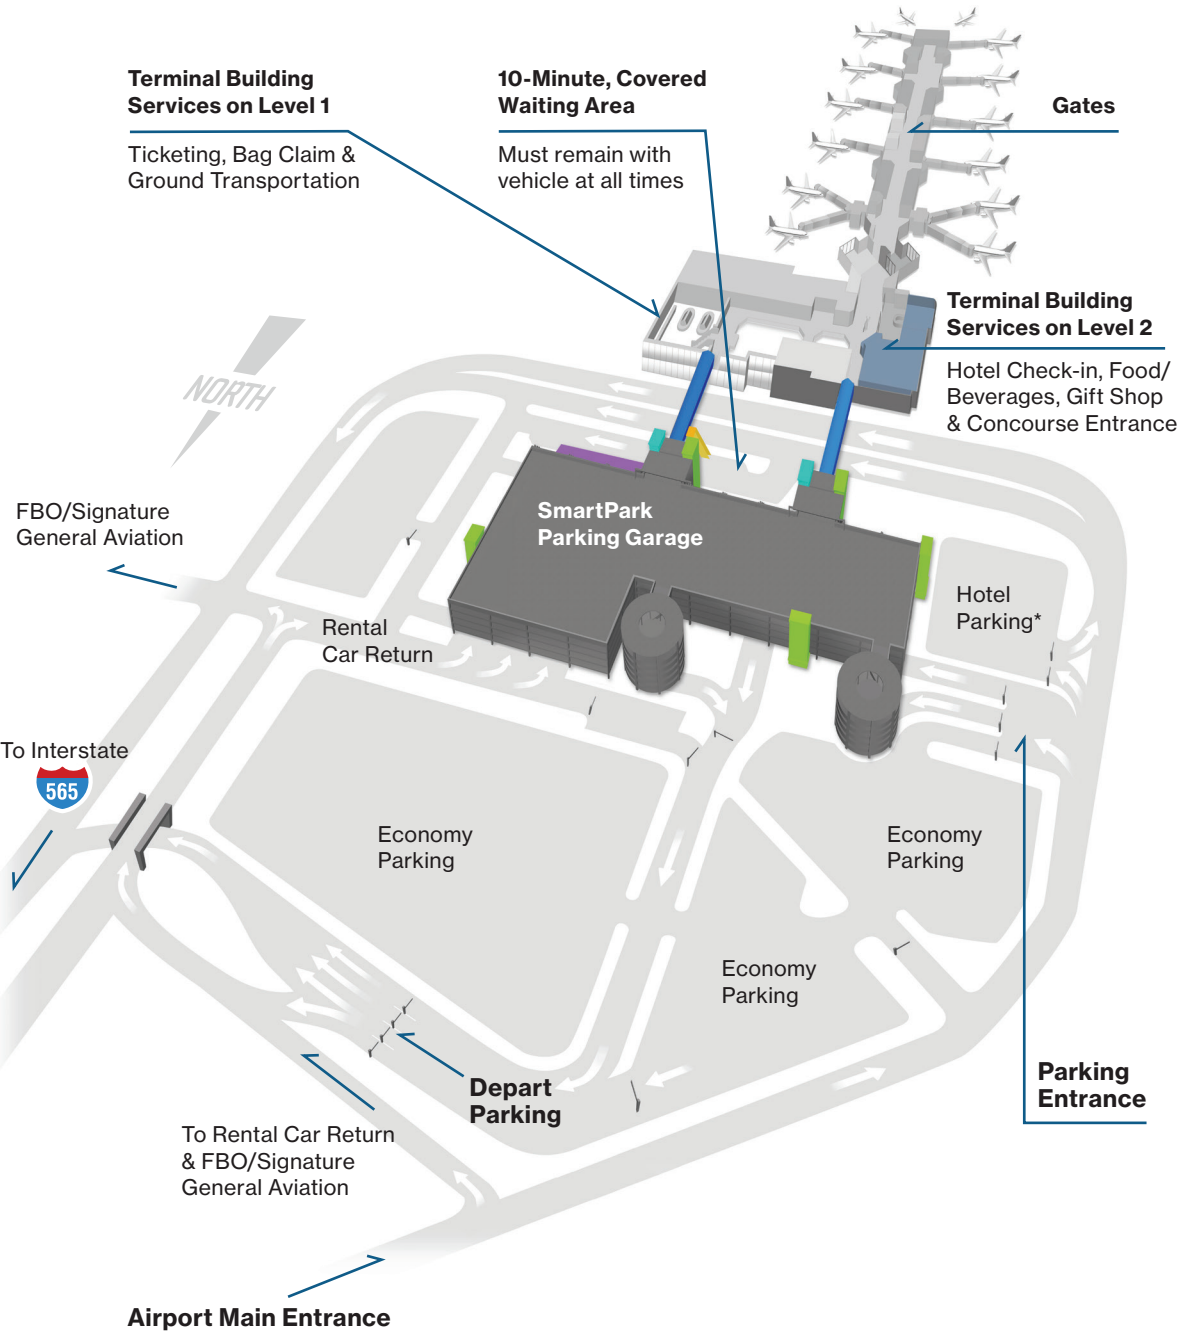 Terminal Building
Services on Level 1
Ticketing, Bag Claim &
Ground Transportation
10-Minute, Covered
Waiting Area
Must remain with
vehicle at all times
Gates
Terminal Building
Services on Level 2
Hotel Check-in, Food/
Beverages, Gift Shop
& Concourse Entrance
NORTH
FBO/Signature
General Aviation
SmartPark
Parking Garage
Hotel
Parking*
Rental
Car Return
To Interstate
565
Economy
Parking
Economy
Parking
Economy
Parking
Depart
Parking
Parking
Entrance
To Rental Car Return
& FBO/Signature
General Aviation
Airport Main Entrance